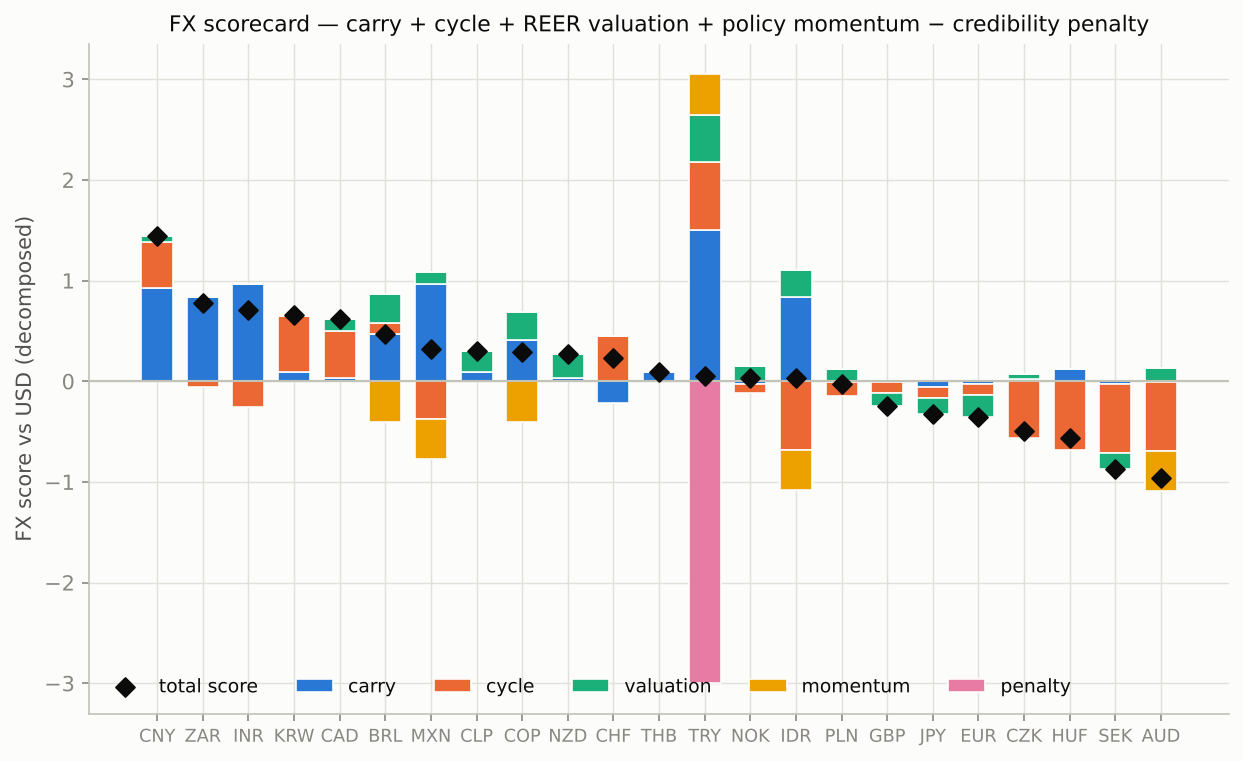 FX scorecard — carry + cycle + REER valuation + policy momentum − credibility penalty
FX score vs USD (decomposed)
3
2
1
0
−1
−2
−3
total score carry cycle valuation momentum penalty
CNY ZAR INR KRW CAD BRL MXN CLP COP NZD CHF THB TRY NOK IDR PLN GBP JPY EUR CZK HUF SEK AUD